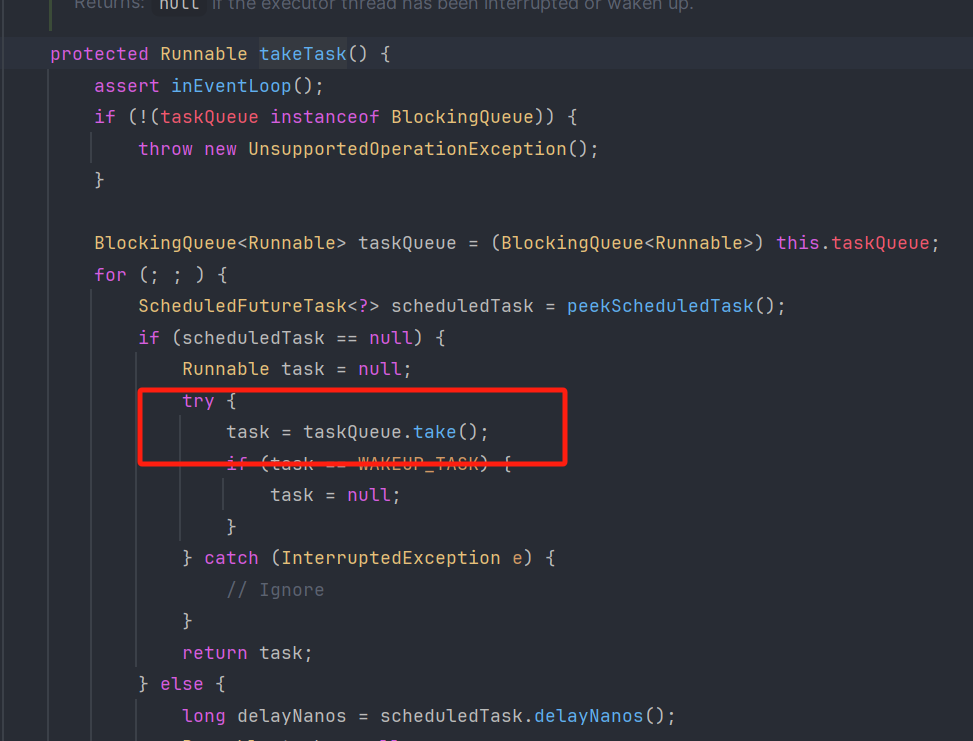 Returns: null if the executor thread has been interrupted or waken up.
protected Runnable takeTask() {
assert inEventLoop();
if (!(taskQueue instanceof BlockingQueue)) {
throw new UnsupportedOperationException();
}
BlockingQueue<Runnable> taskQueue = (BlockingQueue<Runnable>) this.taskQueue;
for (; ; ) {
ScheduledFutureTask<?> scheduledTask = peekScheduledTask();
if (scheduledTask == null) {
Runnable task = null;
try {
task = taskQueue.take();
if (task == WAKEUP_TASK) {
task = null;
}
} catch (InterruptedException e) {
// Ignore
}
return task;
} else {
long delayNanos = scheduledTask.delayNanos();